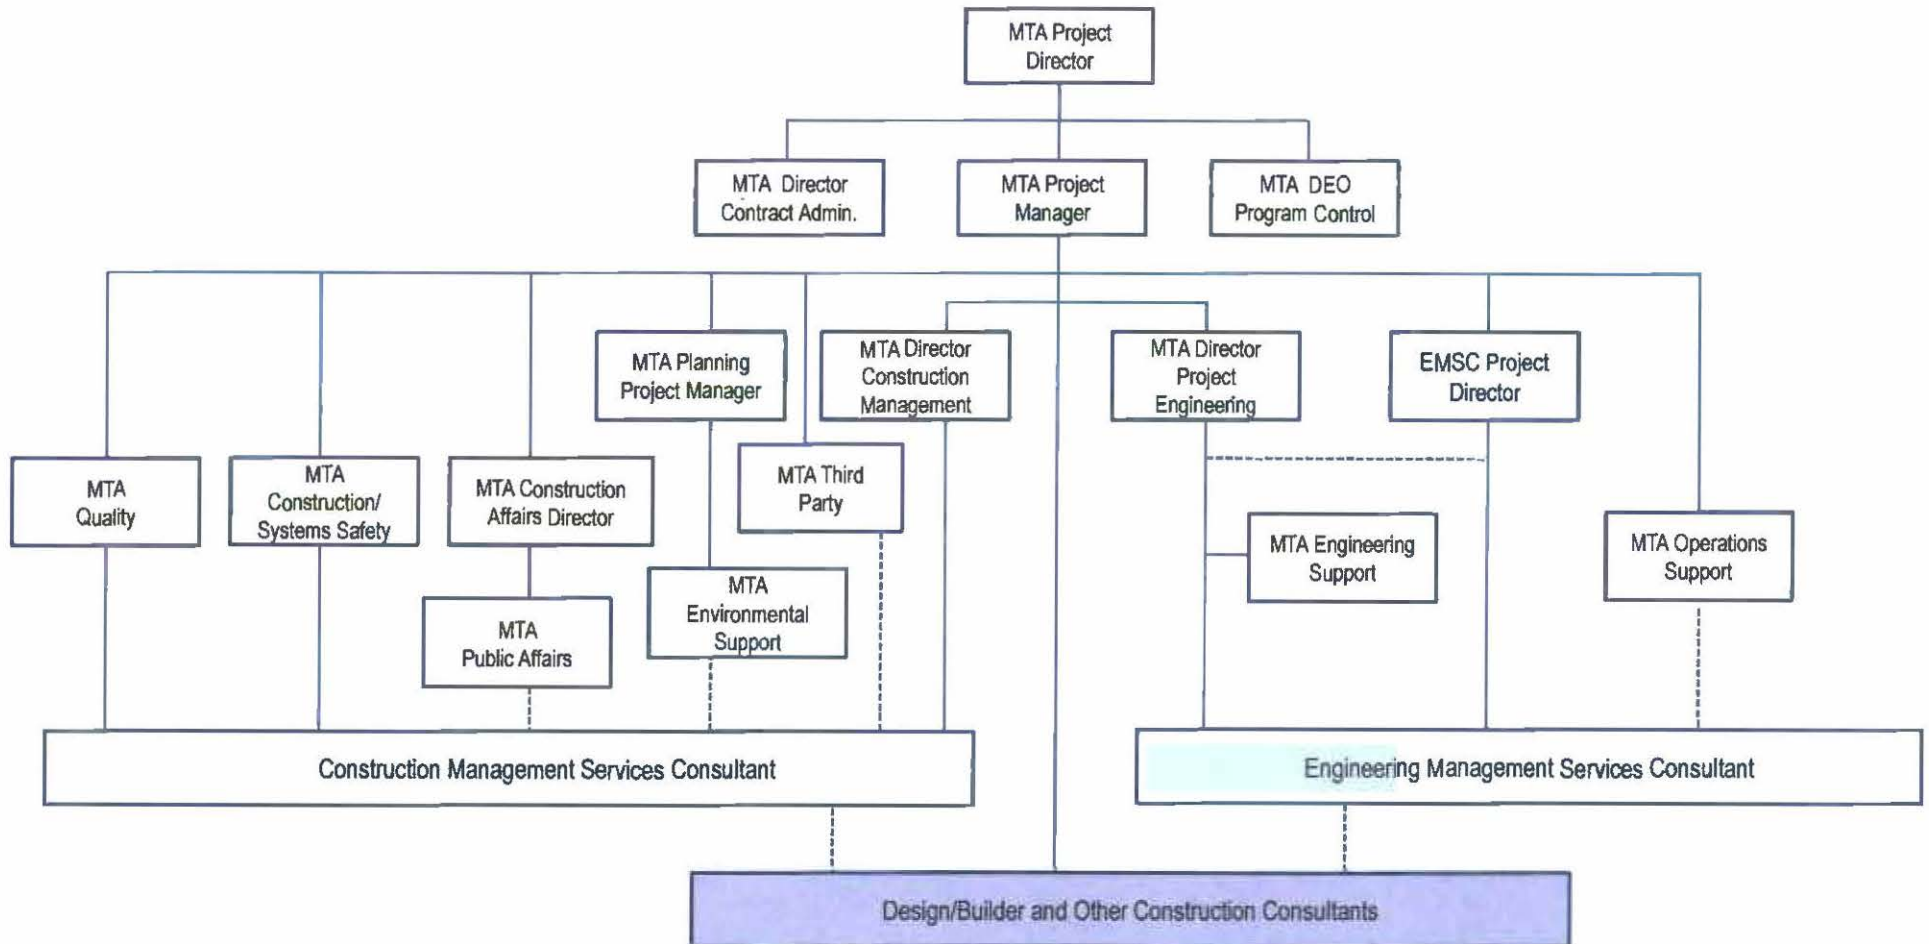 MTA Project
Director
MTA Director
Contract Admin.
MTA Project
Manager
MTA DEO
Program Control
MTA Planning
Project Manager
MTA Director
Construction
Management
MTA Director
Project
Engineering
EMSC Project
Director
MTA
Quality
MTA
Construction/
Systems Safety
MTA Construction
Affairs Director
MTA Third
Party
MTA Engineering
Support
MTA Operations
Support
MTA
Public Affairs
MTA
Environmental
Support
Construction Management Services Consultant
Engineering Management Services Consultant
Design/Builder and Other Construction Consultants